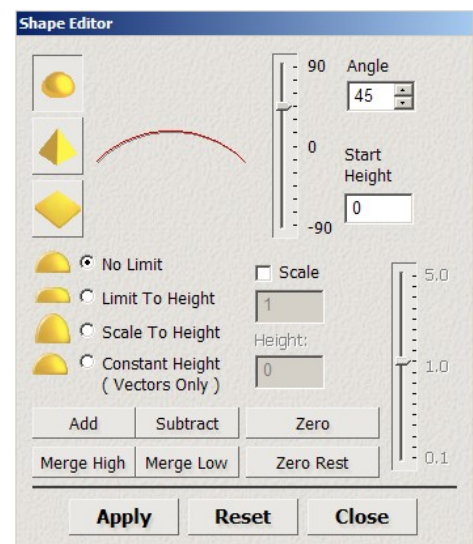 Shape Editor
90
Angle
45
0
Start
Height
0
-90
No Limit
Scale
5.0
Limit To Height
1
Scale To Height
Height:
Constant Height
0
1.0
( Vectors Only )
Add
Subtract
Zero
Merge High
Merge Low
Zero Rest
0.1
Apply
Reset
Close